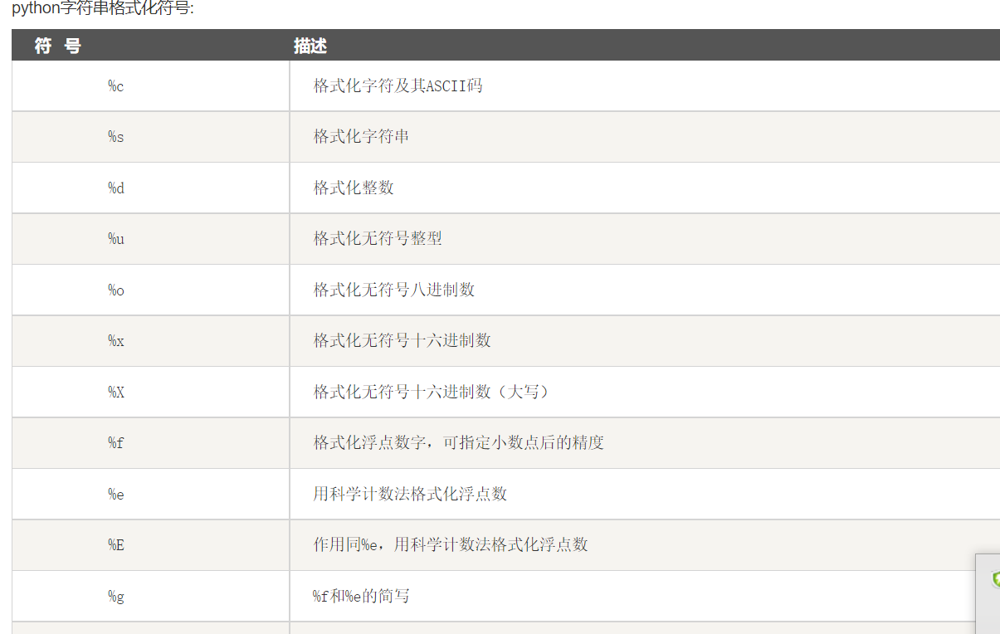 python字符串格式化符号:
符 号 描述
%c 格式化字符及其ASCII码
%s 格式化字符串
%d 格式化整数
%u 格式化无符号整型
%o 格式化无符号八进制数
%x 格式化无符号十六进制数
%X 格式化无符号十六进制数（大写）
%f 格式化浮点数字，可指定小数点后的精度
%e 用科学计数法格式化浮点数
%E 作用同%e，用科学计数法格式化浮点数
%g %f和%e的简写